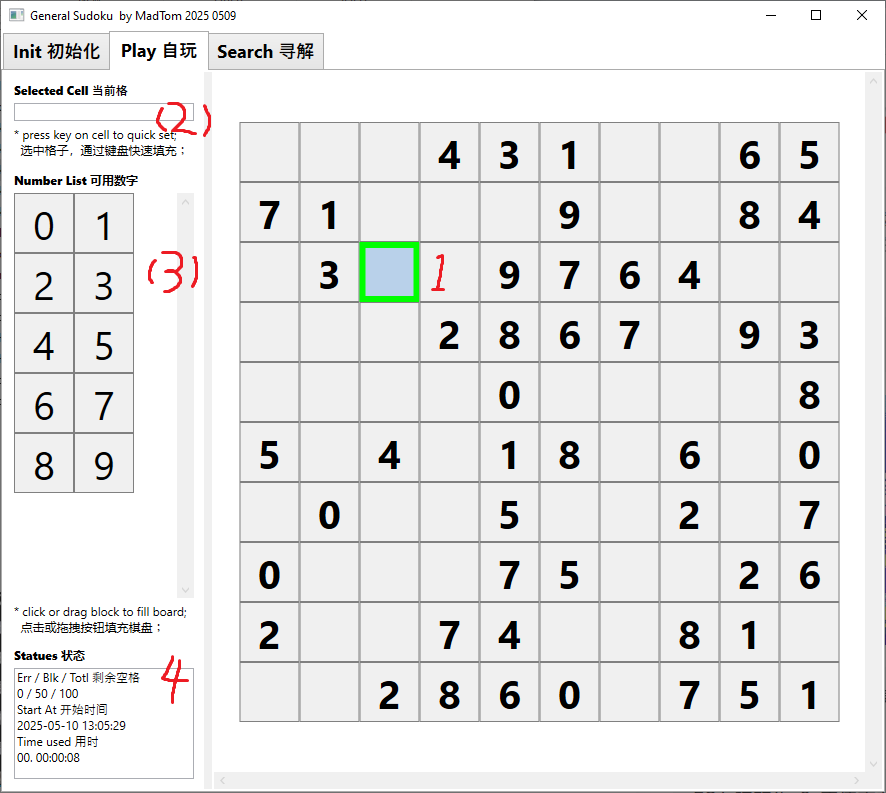 General Sudoku by MadTom 2025 0509
Init 初始化 Play 自玩 Search 寻解
Selected Cell 当前格
(2)
* press key on cell to quick set;
选中格子，通过键盘快速填充；
Number List 可用数字
0 1
2 3
(3)
4 5
6 7
8 9
* click or drag block to fill board;
点击或拖拽按钮填充棋盘；
Statues 状态
4
Err / Blk / Totl 剩余空格
0 / 50 / 100
Start At 开始时间
2025-05-10 13:05:29
Time used 用时
00. 00:00:08
4 3 1 6 5
7 1 9 8 4
3 1 9 7 6 4
2 8 6 7 9 3
0 8
5 4 1 8 6 0
0 5 2 7
0 7 5 2 6
2 7 4 8 1
2 8 6 0 7 5 1